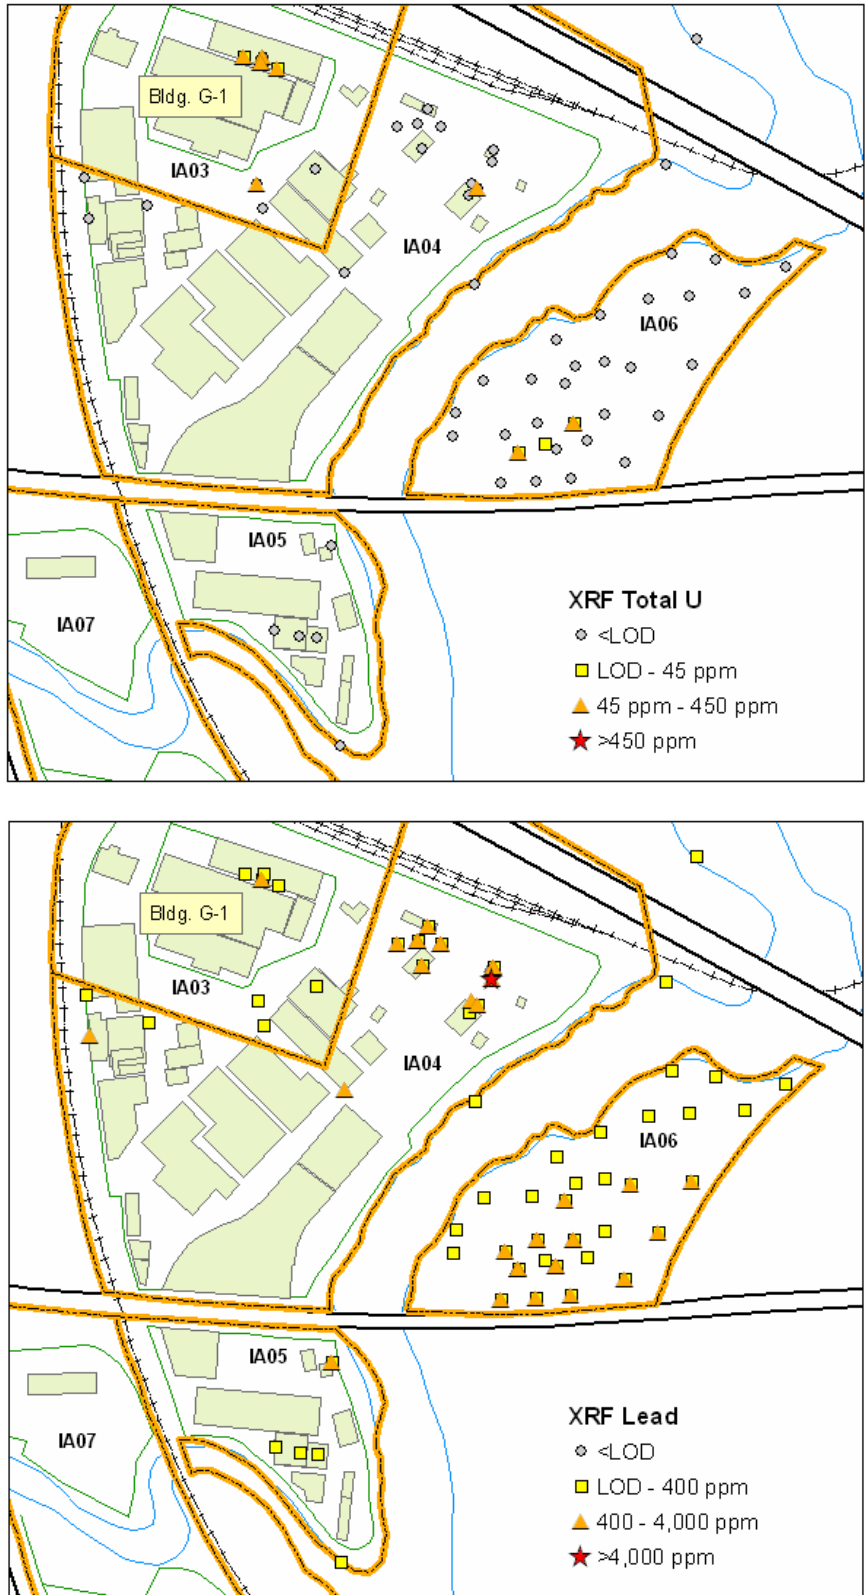 Bldg. G-1
IA03
IA04
IA06
IA05
IA07
XRF Total U
<LOD
LOD - 45 ppm
45 ppm - 450 ppm
>450 ppm
Bldg. G-1
IA03
IA04
IA06
IA05
IA07
XRF Lead
<LOD
LOD - 400 ppm
400 - 4,000 ppm
>4,000 ppm